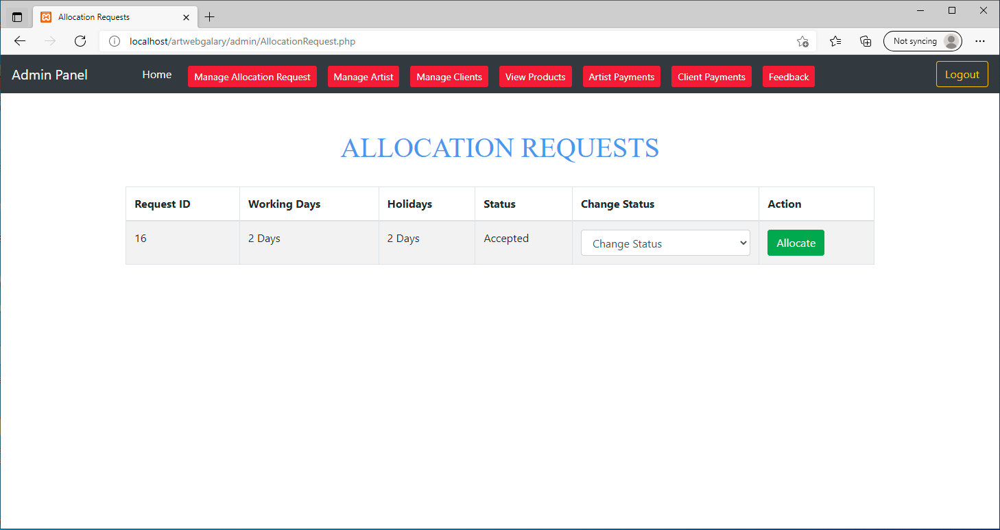 Allocation Requests
localhost/artwebgalary/admin/AllocationRequest.php
Not syncing
Admin Panel Home Manage Allocation Request Manage Artist Manage Clients View Products Artist Payments Client Payments Feedback Logout
ALLOCATION REQUESTS
Request ID Working Days Holidays Status Change Status Action
16 2 Days 2 Days Accepted Change Status Allocate